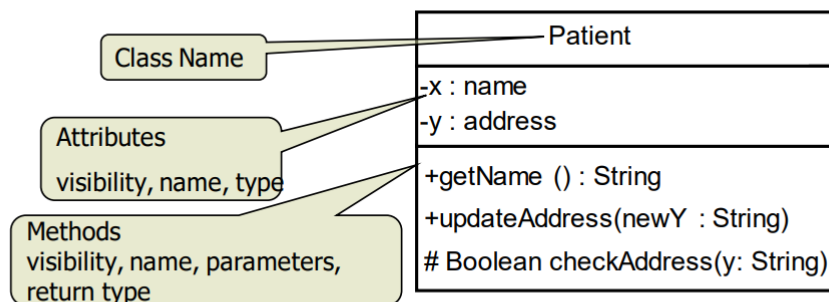 Class Name
Patient
Attributes
visibility, name, type
-x : name
-y : address
Methods
visibility, name, parameters,
return type
+getName () : String
+updateAddress(newY : String)
# Boolean checkAddress(y: String)